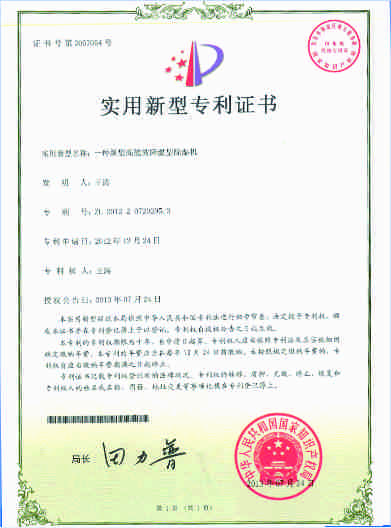 证书号第3057054号
实用新型专利证书
实用新型名称：一种
发明人：王涛
专利号：ZL 2012 2 0720295.3
专利申请日：2012年12月24日
专利权人：王涛
授权公告日：2013年07月24日
本实用新型经过本局依照中华人民共和国专利法进行初步审查，决定授予专利权，颁
发本证书并在专利登记簿上予以登记。专利权自授权公告之日起生效。
本专利的专利权期限为十年，自申请日起算。专利权人应当依照专利法及其实施细则
规定缴纳年费。本专利的年费应当在每年12月24日前缴纳。未按照规定缴纳年费的，专
利权自应当缴纳年费期满之日起终止。
专利证书记载专利权登记时的法律状况。专利权的转移、质押、无效、终止、恢复和
专利权人的姓名或名称、国籍、地址变更等事项记载在专利登记簿上。
局长 田力普
中华人民共和国国家知识产权局
2013年07月24日
第1页（共1页）